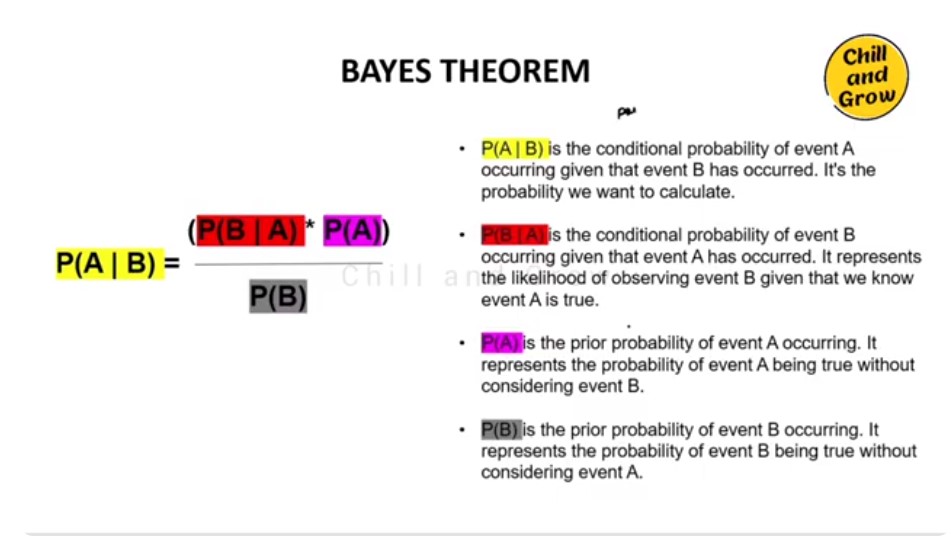 BAYES THEOREM
Chill
and
Grow
• P(A | B) is the conditional probability of event A
occurring given that event B has occurred. It's the
probability we want to calculate.
(P(B | A) * P(A))
P(A | B) =
P(B)
• P(B | A) is the conditional probability of event B
occurring given that event A has occurred. It represents
the likelihood of observing event B given that we know
event A is true.
Chill and Grow
• P(A) is the prior probability of event A occurring. It
represents the probability of event A being true without
considering event B.
• P(B) is the prior probability of event B occurring. It
represents the probability of event B being true without
considering event A.